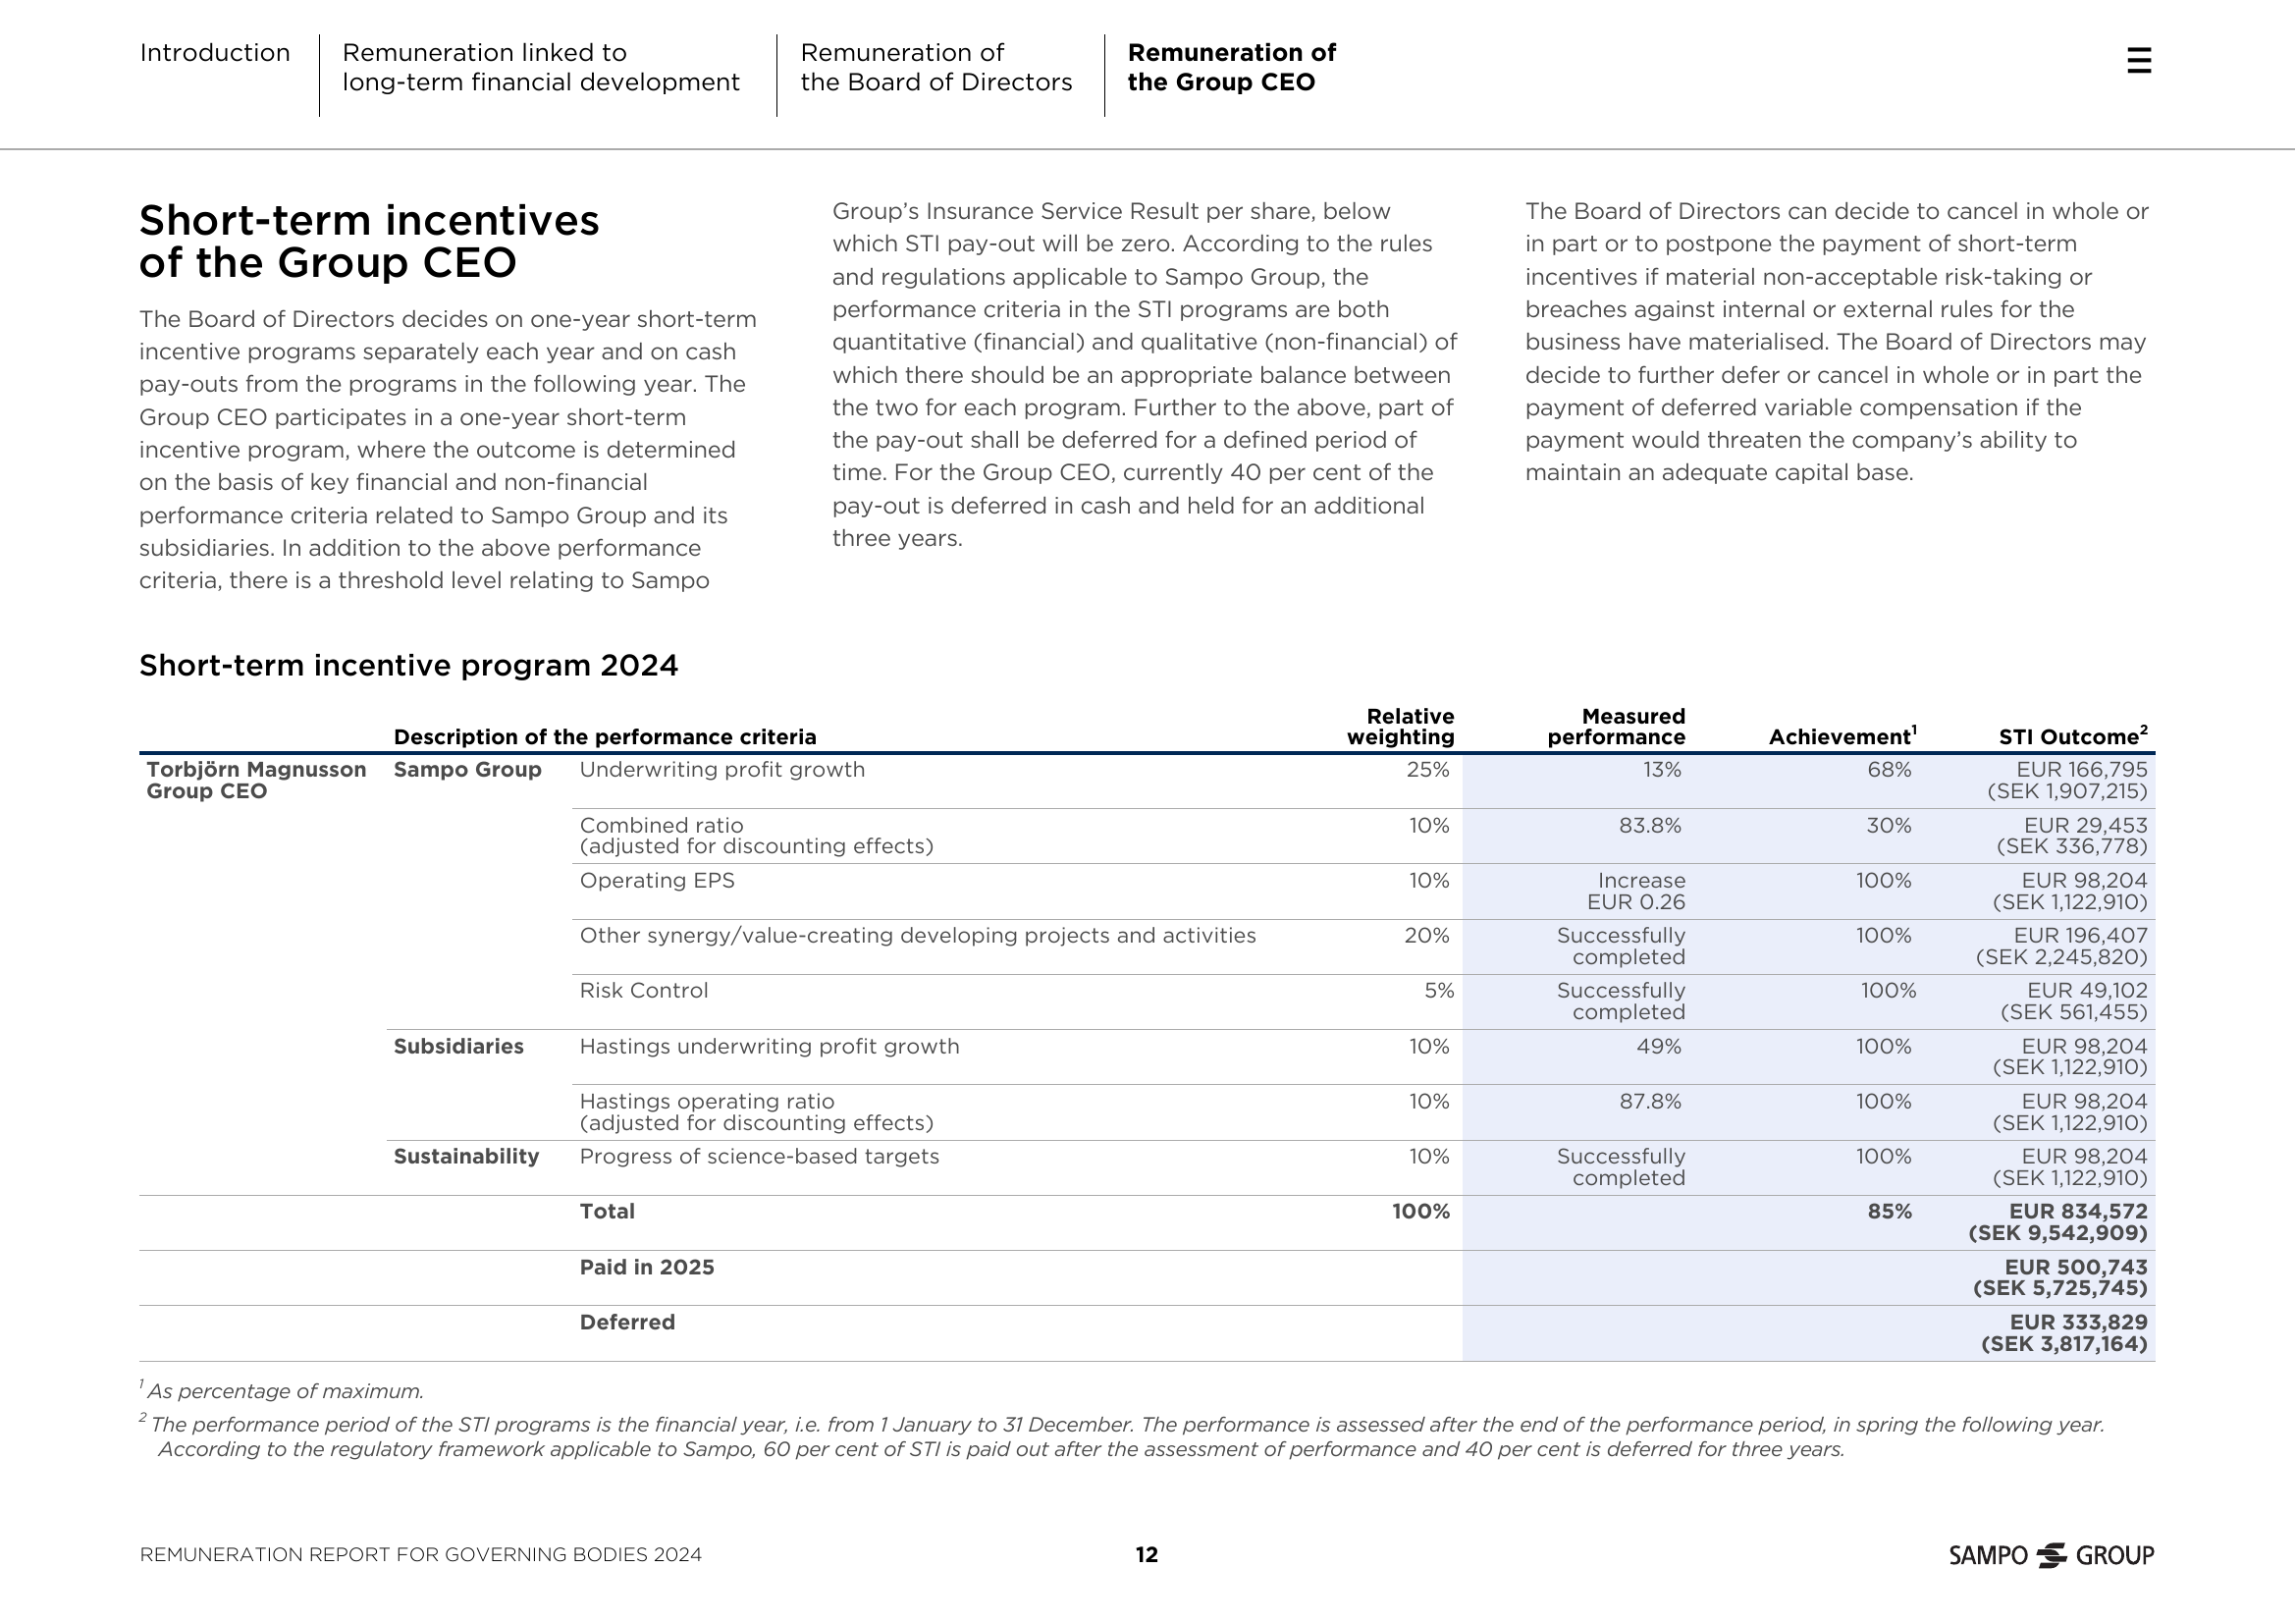 Introduction
Remuneration linked to
long-term financial development
Remuneration of
the Board of Directors
Remuneration of
the Group CEO
Short-term incentives
of the Group CEO
The Board of Directors decides on one-year short-term
incentive programs separately each year and on cash
pay-outs from the programs in the following year. The
Group CEO participates in a one-year short-term
incentive program, where the outcome is determined
on the basis of key financial and non-financial
performance criteria related to Sampo Group and its
subsidiaries. In addition to the above performance
criteria, there is a threshold level relating to Sampo
Group's Insurance Service Result per share, below
which STI pay-out will be zero. According to the rules
and regulations applicable to Sampo Group, the
performance criteria in the STI programs are both
quantitative (financial) and qualitative (non-financial) of
which there should be an appropriate balance between
the two for each program. Further to the above, part of
the pay-out shall be deferred for a defined period of
time. For the Group CEO, currently 40 per cent of the
pay-out is deferred in cash and held for an additional
three years.
The Board of Directors can decide to cancel in whole or
in part or to postpone the payment of short-term
incentives if material non-acceptable risk-taking or
breaches against internal or external rules for the
business have materialised. The Board of Directors may
decide to further defer or cancel in whole or in part the
payment of deferred variable compensation if the
payment would threaten the company's ability to
maintain an adequate capital base.
Short-term incentive program 2024
Description of the performance criteria Relative weighting Measured performance Achievement¹ STI Outcome²
Torbjörn Magnusson Group CEO Sampo Group Underwriting profit growth 25% 13% 68% EUR 166,795
(SEK 1,907,215)
Combined ratio 10% 83.8% 30% EUR 29,453
(adjusted for discounting effects) (SEK 336,778)
Operating EPS 10% Increase 100% EUR 98,204
EUR 0.26 (SEK 1,122,910)
Other synergy/value-creating developing projects and activities 20% Successfully 100% EUR 196,407
completed (SEK 2,245,820)
Risk Control 5% Successfully 100% EUR 49,102
completed (SEK 561,455)
Subsidiaries Hastings underwriting profit growth 10% 49% 100% EUR 98,204
(SEK 1,122,910)
Hastings operating ratio 10% 87.8% 100% EUR 98,204
(adjusted for discounting effects) (SEK 1,122,910)
Sustainability Progress of science-based targets 10% Successfully 100% EUR 98,204
completed (SEK 1,122,910)
Total 100% 85% EUR 834,572
(SEK 9,542,909)
Paid in 2025 EUR 500,743
(SEK 5,725,745)
Deferred EUR 333,829
(SEK 3,817,164)
¹ As percentage of maximum.
² The performance period of the STI programs is the financial year, i.e. from 1 January to 31 December. The performance is assessed after the end of the performance period, in spring the following year.
According to the regulatory framework applicable to Sampo, 60 per cent of STI is paid out after the assessment of performance and 40 per cent is deferred for three years.
REMUNERATION REPORT FOR GOVERNING BODIES 2024
12
SAMPO GROUP